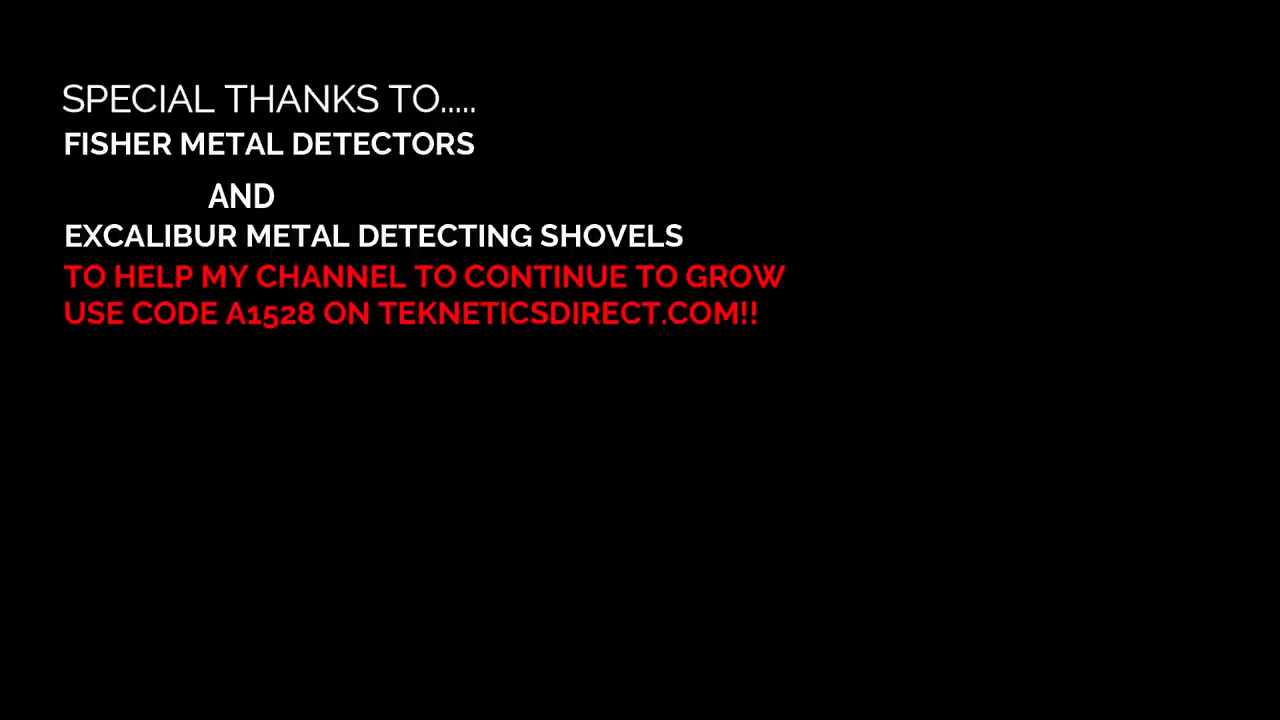 SPECIAL THANKS TO.....
FISHER METAL DETECTORS
AND
EXCALIBUR METAL DETECTING SHOVELS
TO HELP MY CHANNEL TO CONTINUE TO GROW
USE CODE A1528 ON TEKNETICSDIRECT.COM!!